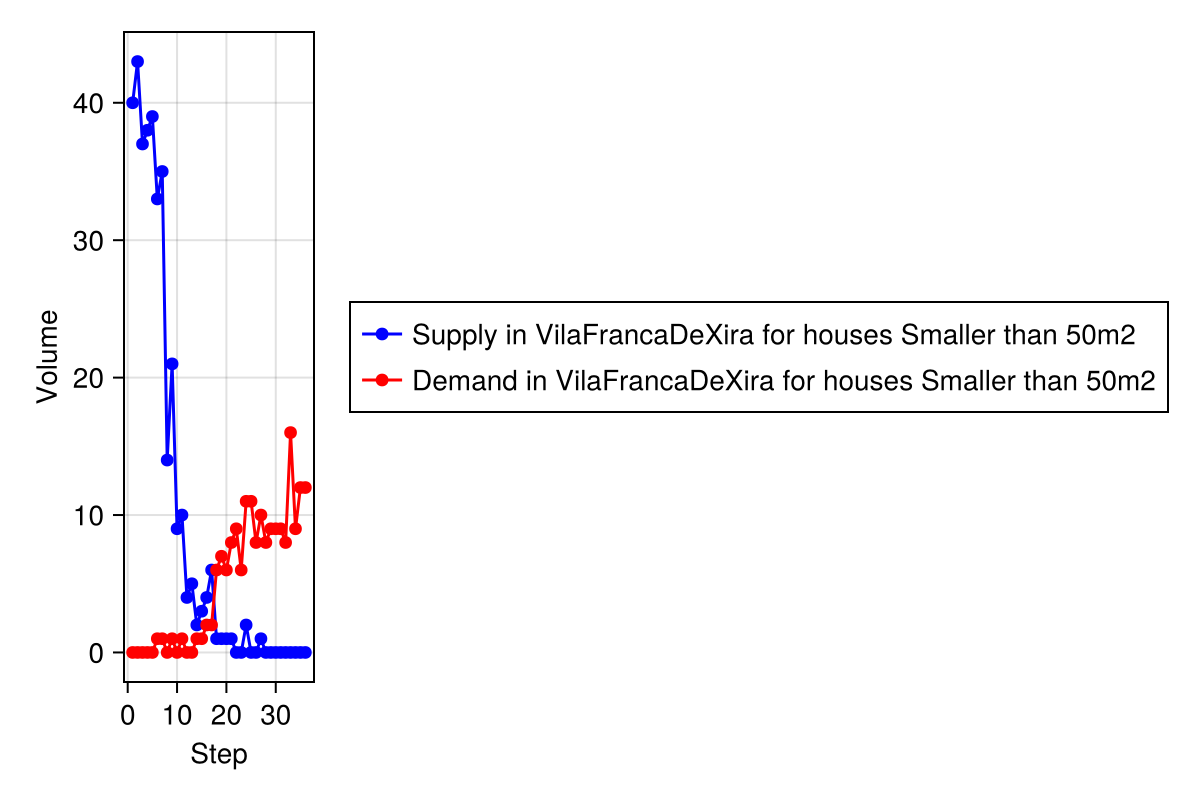 Volume
40
30
20
10
0
0 10 20 30
Step
Supply in VilaFrancaDeXira for houses Smaller than 50m2
Demand in VilaFrancaDeXira for houses Smaller than 50m2